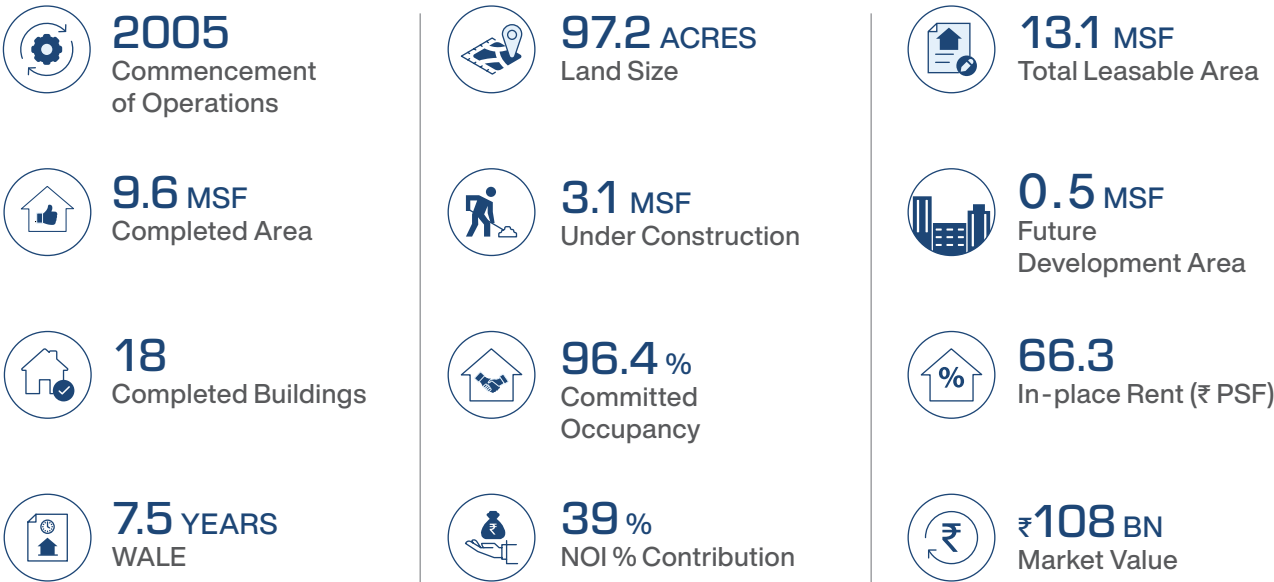 2005
Commencement
of Operations
97.2 ACRES
Land Size
13.1 MSF
Total Leasable Area
9.6 MSF
Completed Area
3.1 MSF
Under Construction
0.5 MSF
Future
Development Area
18
Completed Buildings
96.4 %
Committed
Occupancy
%
66.3
In-place Rent (₹ PSF)
7.5 YEARS
WALE
₹
39 %
NOI % Contribution
₹
₹108 BN
Market Value